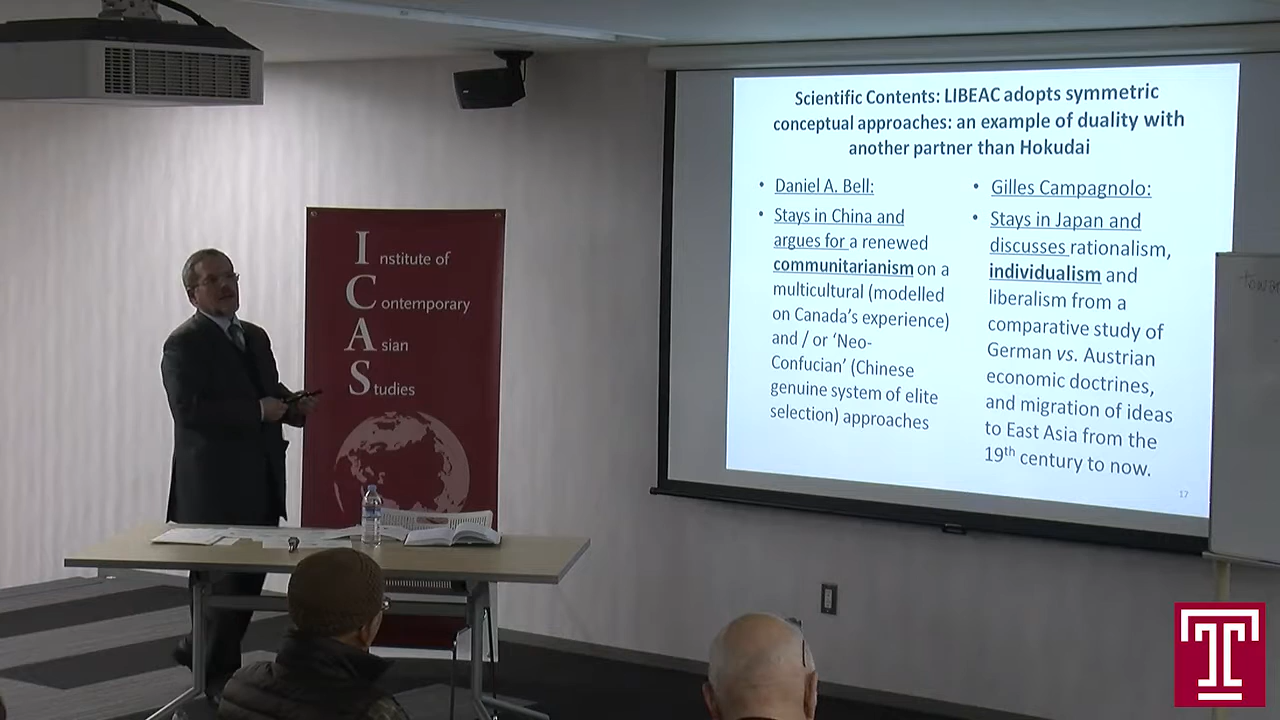 Institute of
Contemporary
Asian
Studies
Scientific Contents: LIBEAC adopts symmetric
conceptual approaches: an example of duality with
another partner than Hokudai
• Daniel A. Bell:
• Stays in China and
argues for a renewed
communitarianism on a
multicultural (modelled
on Canada's experience)
and / or 'Neo-
Confucian' (Chinese
genuine system of elite
selection) approaches
• Gilles Campagnolo:
• Stays in Japan and
discusses rationalism,
individualism and
liberalism from a
comparative study of
German vs. Austrian
economic doctrines,
and migration of ideas
to East Asia from the
19th century to now.
17
T